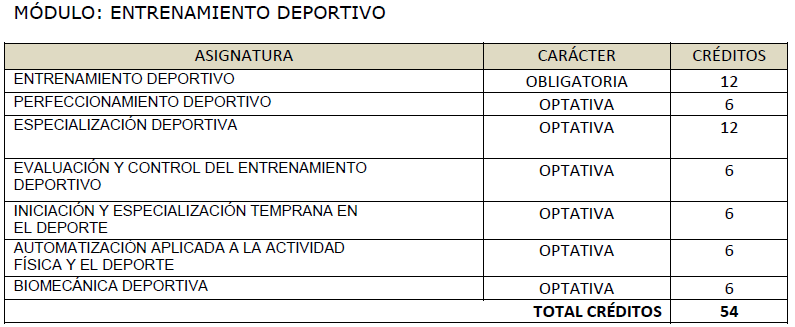 MÓDULO: ENTRENAMIENTO DEPORTIVO
ASIGNATURA CARÁCTER CRÉDITOS
ENTRENAMIENTO DEPORTIVO OBLIGATORIA 12
PERFECCIONAMIENTO DEPORTIVO OPTATIVA 6
ESPECIALIZACIÓN DEPORTIVA OPTATIVA 12
EVALUACIÓN Y CONTROL DEL ENTRENAMIENTO
DEPORTIVO OPTATIVA 6
INICIACIÓN Y ESPECIALIZACIÓN TEMPRANA EN
EL DEPORTE OPTATIVA 6
AUTOMATIZACIÓN APLICADA A LA ACTIVIDAD
FÍSICA Y EL DEPORTE OPTATIVA 6
BIOMECÁNICA DEPORTIVA OPTATIVA 6
TOTAL CRÉDITOS 54